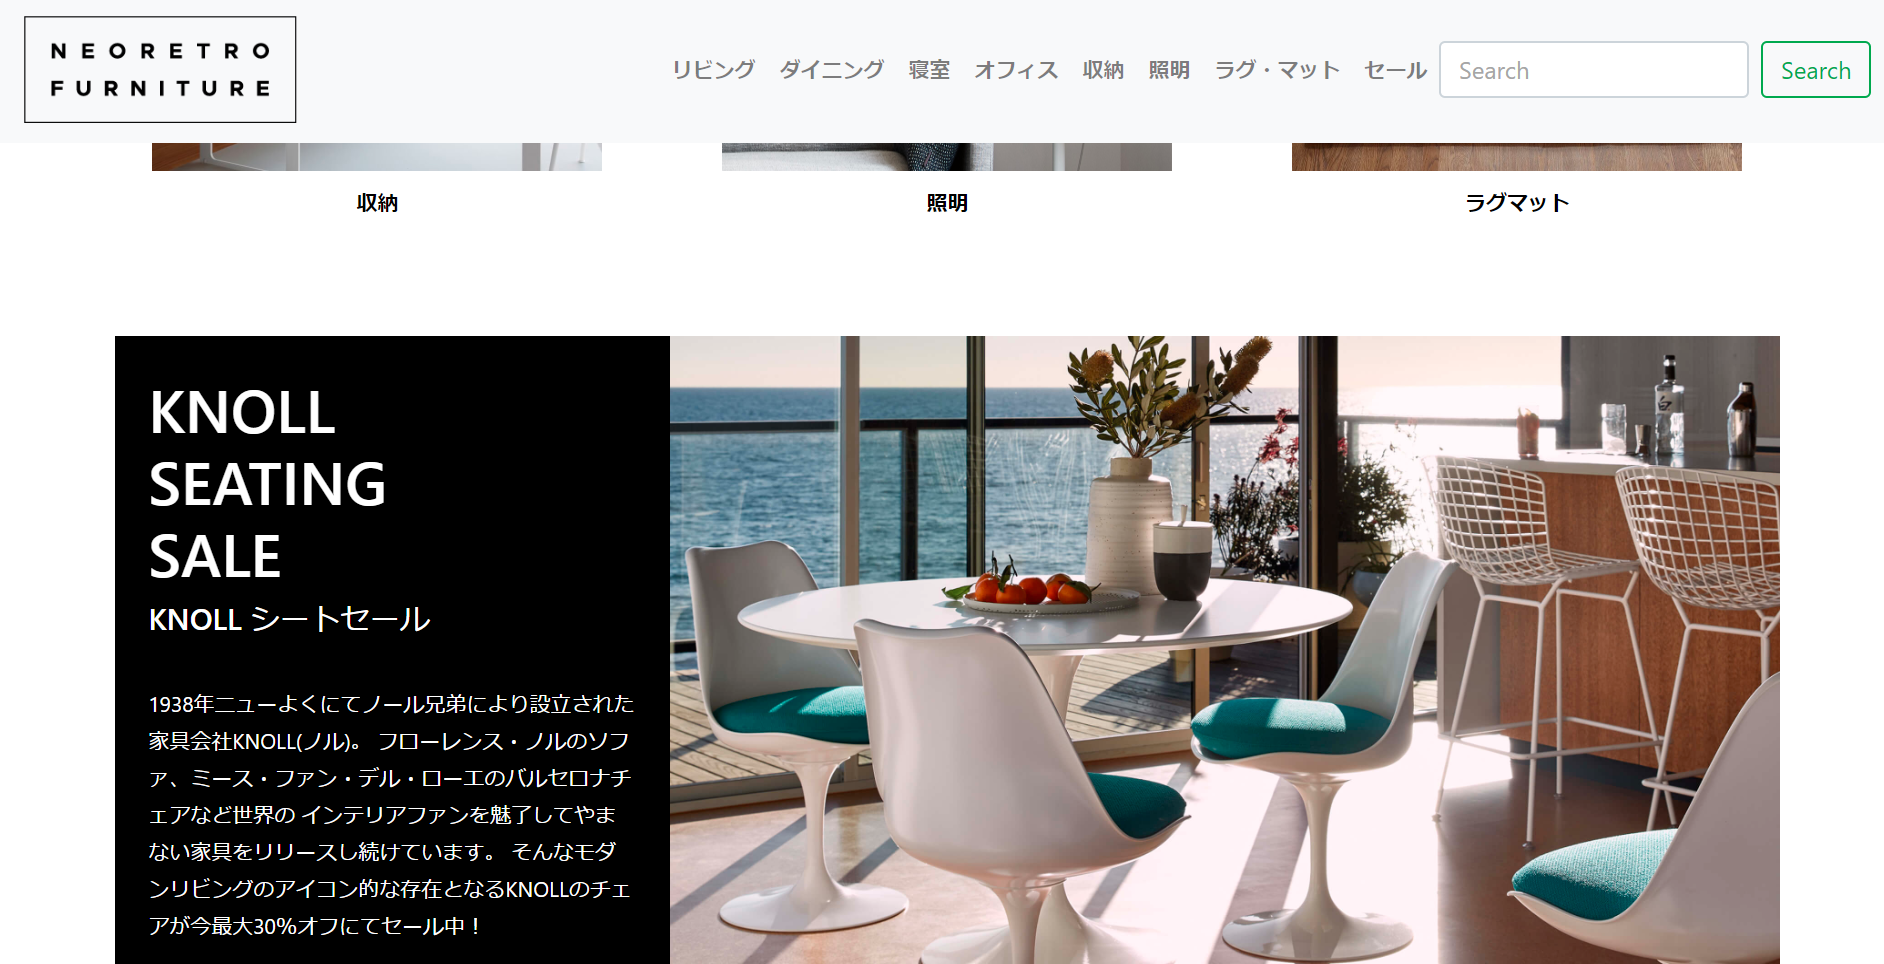 NEORETRO
FURNITURE
リビング ダイニング 寝室 オフィス 収納 照明 ラグ・マット セール Search Search
収納 照明 ラグマット
KNOLL
SEATING
SALE
KNOLL シートセール
1938年ニューよくにてノール兄弟により設立された
家具会社KNOLL(ノル)。 フローレンス・ノルのソフ
ァ、ミース・ファン・デル・ローエのバルセロナチ
ェアなど世界の インテリアファンを魅了してやま
ない家具をリリースし続けています。 そんなモダ
ンリビングのアイコン的な存在となるKNOLLのチェ
アが今最大30%オフにてセール中！
白